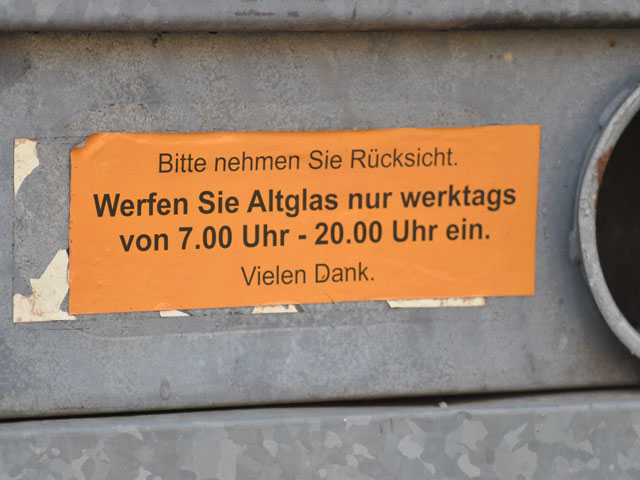 Bitte nehmen Sie Rücksicht.
Werfen Sie Altglas nur werktags
von 7.00 Uhr - 20.00 Uhr ein.
Vielen Dank.